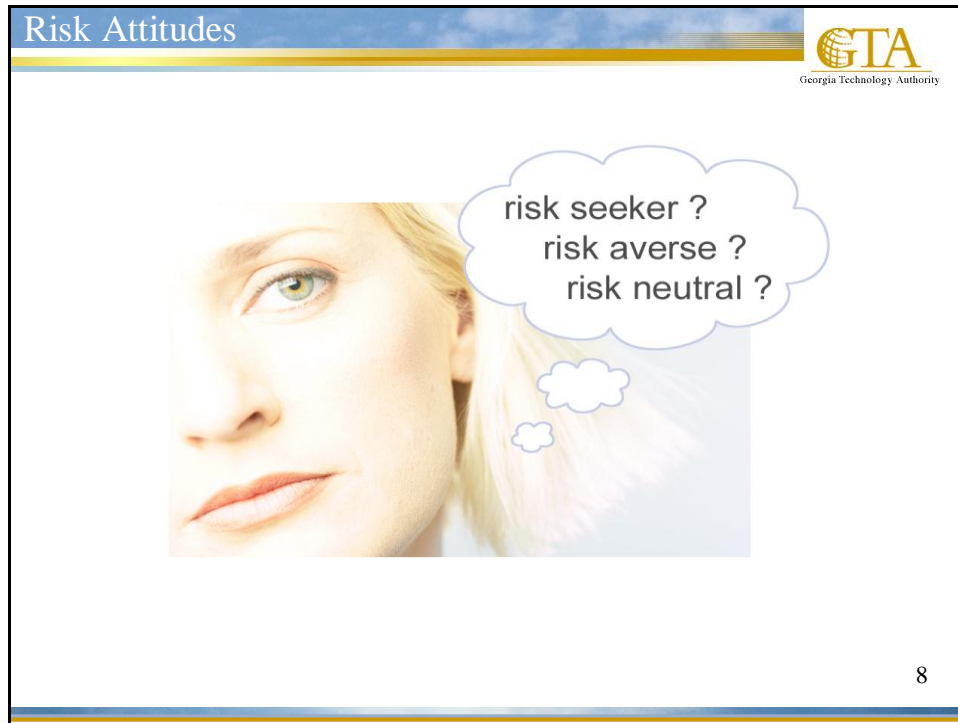 Risk Attitudes
GTA
Georgia Technology Authority
risk seeker ?
risk averse ?
risk neutral ?
8